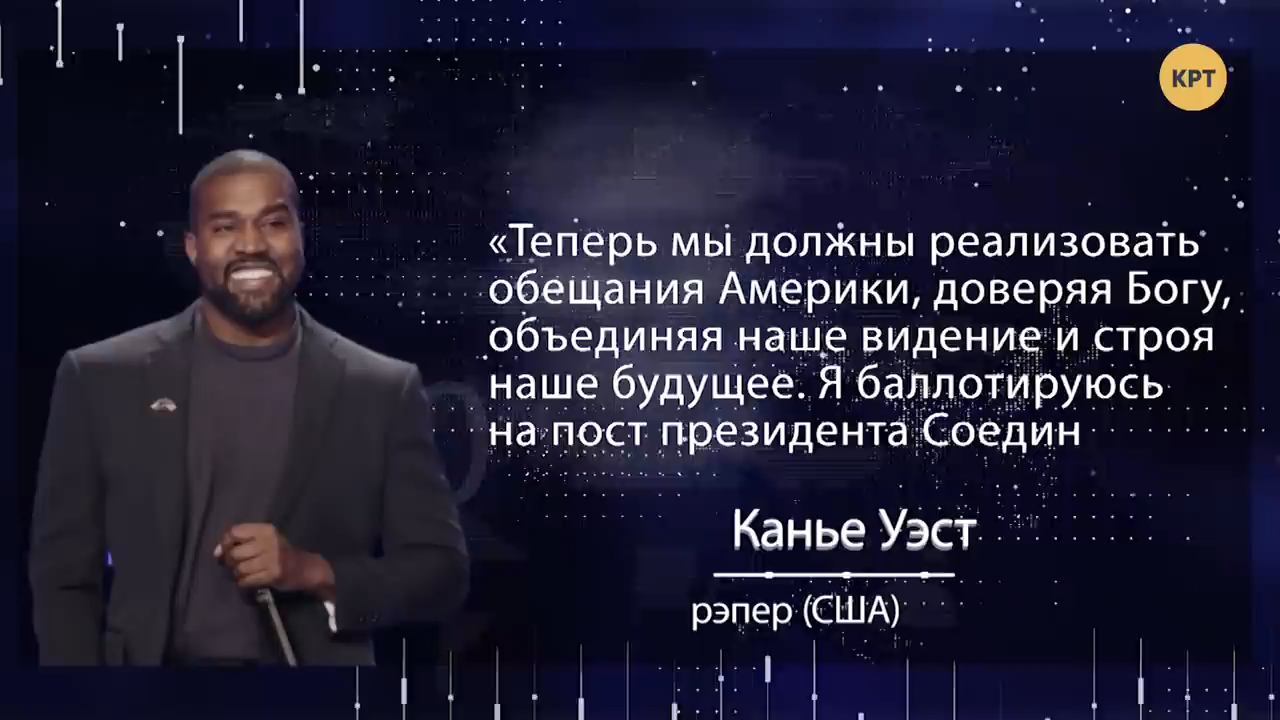 КРТ
«Теперь мы должны реализовать
обещания Америки, доверяя Богу,
объединяя наше видение и строя
наше будущее. Я баллотируюсь
на пост президента Соедин
Канье Уэст
рэпер (США)